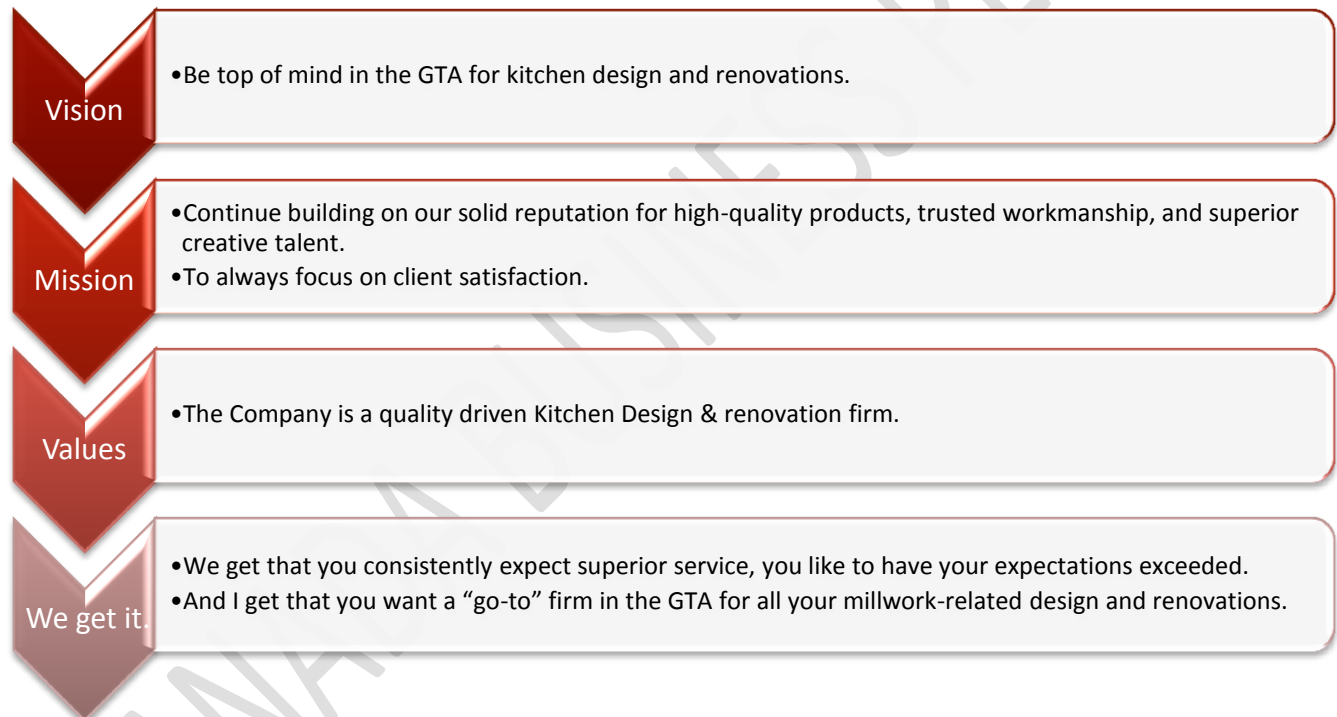 Vision
•Be top of mind in the GTA for kitchen design and renovations.
Mission
•Continue building on our solid reputation for high-quality products, trusted workmanship, and superior
creative talent.
•To always focus on client satisfaction.
Values
•The Company is a quality driven Kitchen Design & renovation firm.
We get it.
•We get that you consistently expect superior service, you like to have your expectations exceeded.
•And I get that you want a “go-to” firm in the GTA for all your millwork-related design and renovations.